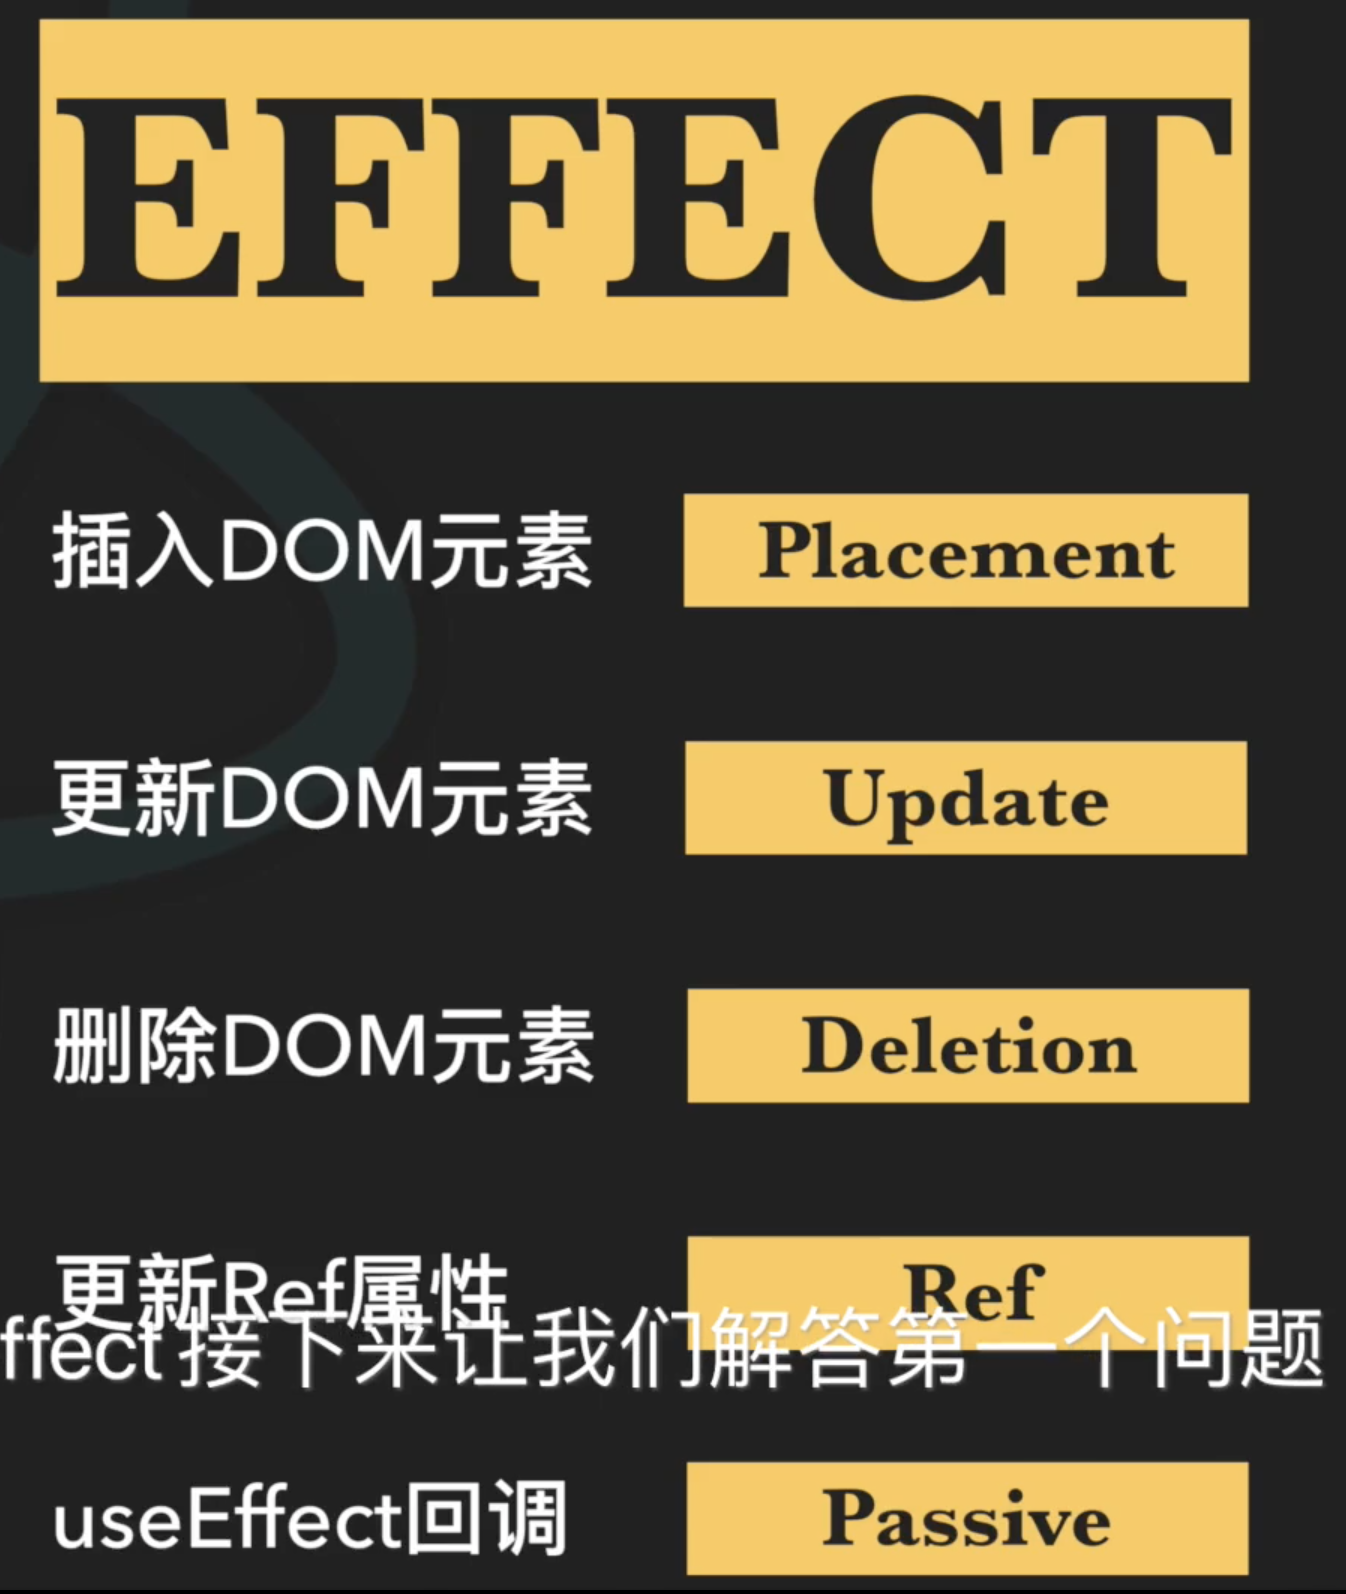 EFFECT
插入DOM元素 Placement
更新DOM元素 Update
删除DOM元素 Deletion
更新Ref属性 Ref
ffect 接下来让我们解答第一个问题
useEffect回调 Passive